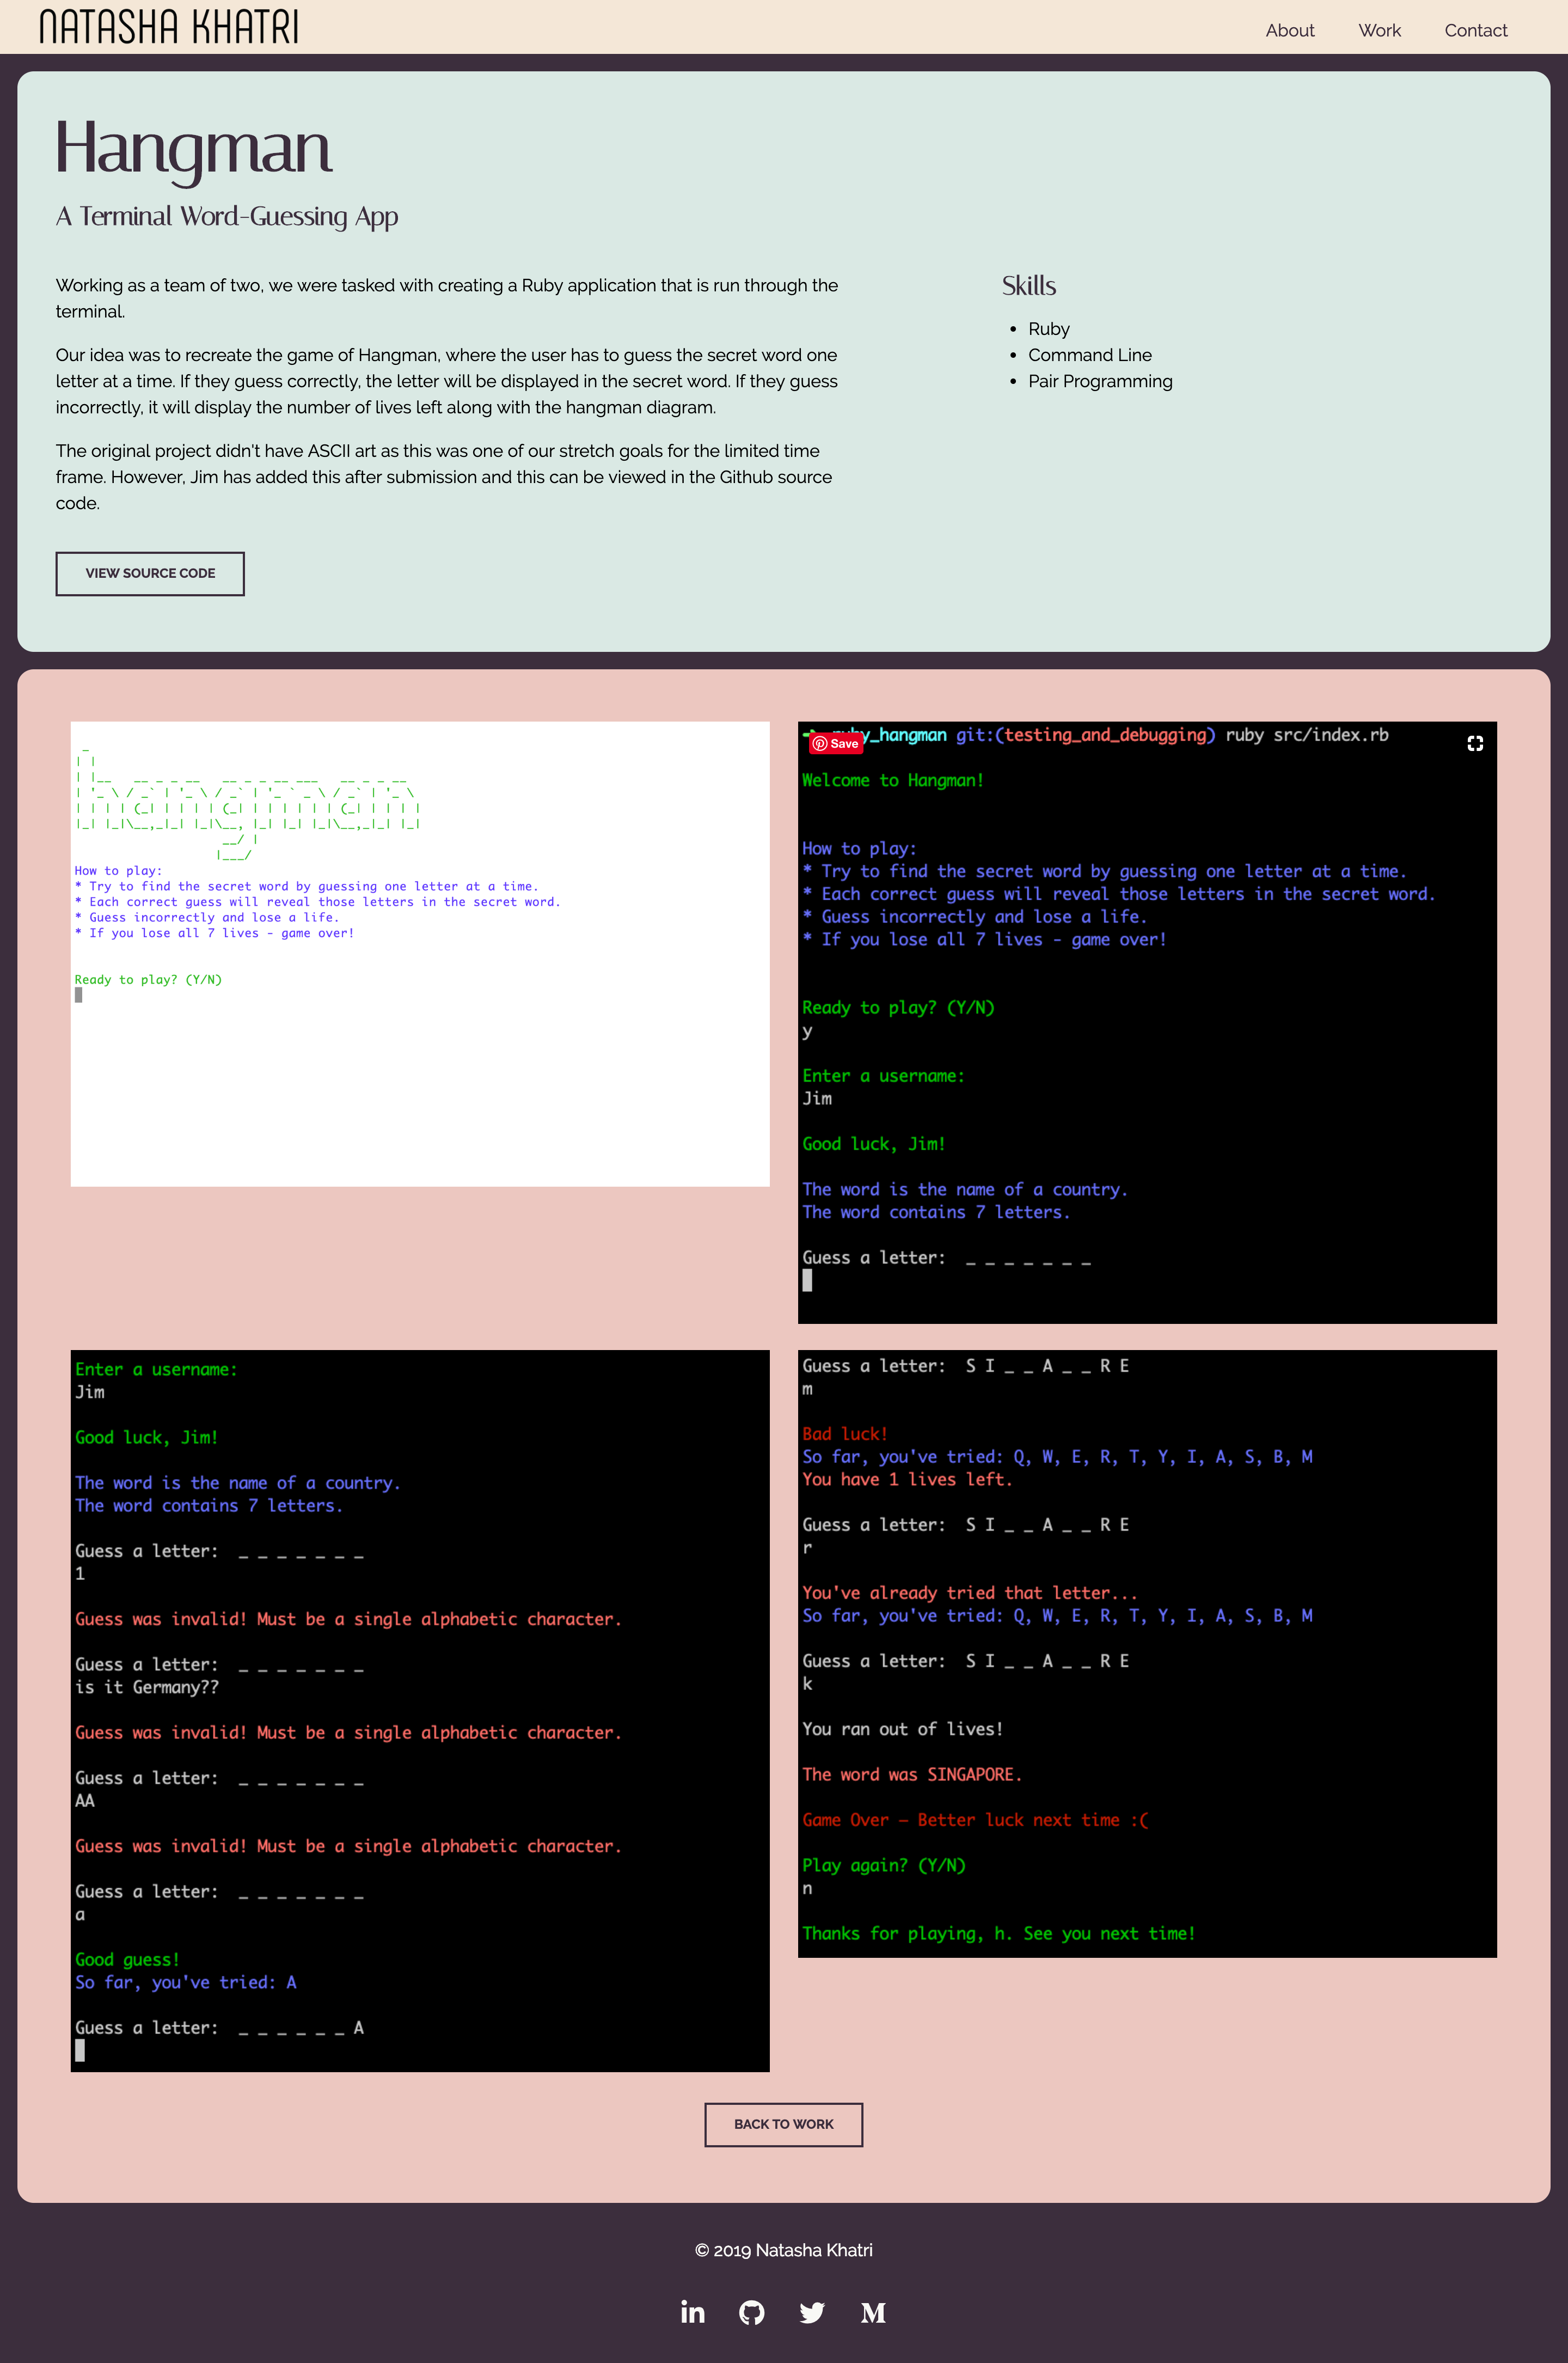 NATASHA KHATRI
About Work Contact
Hangman
A Terminal Word-Guessing App
Working as a team of two, we were tasked with creating a Ruby application that is run through the
terminal.
Our idea was to recreate the game of Hangman, where the user has to guess the secret word one
letter at a time. If they guess correctly, the letter will be displayed in the secret word. If they guess
incorrectly, it will display the number of lives left along with the hangman diagram.
The original project didn't have ASCII art as this was one of our stretch goals for the limited time
frame. However, Jim has added this after submission and this can be viewed in the Github source
code.
VIEW SOURCE CODE
Skills
• Ruby
• Command Line
• Pair Programming
How to play:
* Try to find the secret word by guessing one letter at a time.
* Each correct guess will reveal those letters in the secret word.
* Guess incorrectly and lose a life.
* If you lose all 7 lives - game over!
Ready to play? (Y/N)
Save
y_hangman git:(testing_and_debugging) ruby src/index.rb
Welcome to Hangman!
How to play:
* Try to find the secret word by guessing one letter at a time.
* Each correct guess will reveal those letters in the secret word.
* Guess incorrectly and lose a life.
* If you lose all 7 lives - game over!
Ready to play? (Y/N)
y
Enter a username:
Jim
Good luck, Jim!
The word is the name of a country.
The word contains 7 letters.
Guess a letter: _ _ _ _ _ _ _
Enter a username:
Jim
Good luck, Jim!
The word is the name of a country.
The word contains 7 letters.
Guess a letter: _ _ _ _ _ _ _
1
Guess was invalid! Must be a single alphabetic character.
Guess a letter: _ _ _ _ _ _ _
is it Germany??
Guess was invalid! Must be a single alphabetic character.
Guess a letter: _ _ _ _ _ _ _
AA
Guess was invalid! Must be a single alphabetic character.
Guess a letter: _ _ _ _ _ _ _
a
Good guess!
So far, you've tried: A
Guess a letter: _ _ _ _ _ _ A
Guess a letter: S I _ _ A _ _ R E
m
Bad luck!
So far, you've tried: Q, W, E, R, T, Y, I, A, S, B, M
You have 1 lives left.
Guess a letter: S I _ _ A _ _ R E
r
You've already tried that letter...
So far, you've tried: Q, W, E, R, T, Y, I, A, S, B, M
Guess a letter: S I _ _ A _ _ R E
k
You ran out of lives!
The word was SINGAPORE.
Game Over – Better luck next time :(
Play again? (Y/N)
n
Thanks for playing, h. See you next time!
BACK TO WORK
© 2019 Natasha Khatri